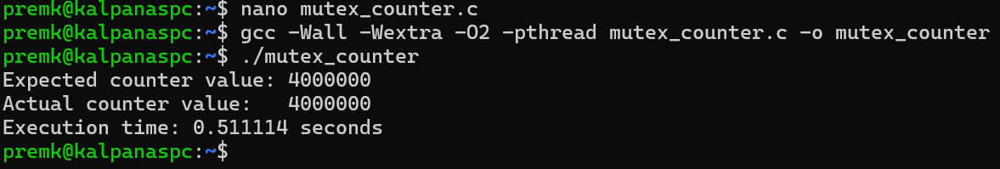 premk@kalpanaspc:~$ nano mutex_counter.c
premk@kalpanaspc:~$ gcc -Wall -Wextra -O2 -pthread mutex_counter.c -o mutex_counter
premk@kalpanaspc:~$ ./mutex_counter
Expected counter value: 4000000
Actual counter value:   4000000
Execution time: 0.511114 seconds
premk@kalpanaspc:~$